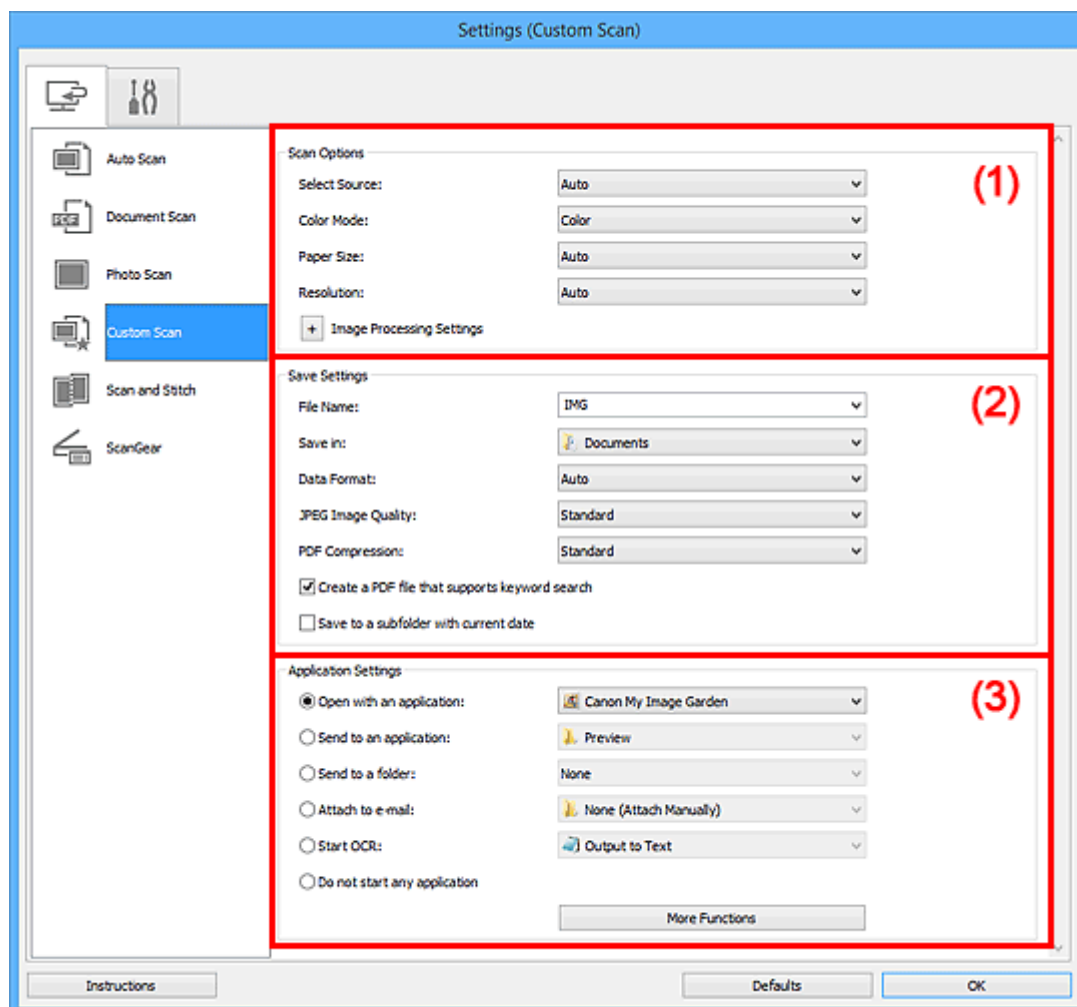 Settings (Custom Scan)
Auto Scan
Document Scan
Photo Scan
Custom Scan
Scan and Stitch
ScanGear
Scan Options
(1)
Select Source: Auto
Color Mode: Color
Paper Size: Auto
Resolution: Auto
+ Image Processing Settings
Save Settings
(2)
File Name: IMG
Save in: Documents
Data Format: Auto
JPEG Image Quality: Standard
PDF Compression: Standard
Create a PDF file that supports keyword search
Save to a subfolder with current date
Application Settings
(3)
Open with an application: Canon My Image Garden
Send to an application: Preview
Send to a folder: None
Attach to e-mail: None (Attach Manually)
Start OCR: Output to Text
Do not start any application
More Functions
Instructions Defaults OK